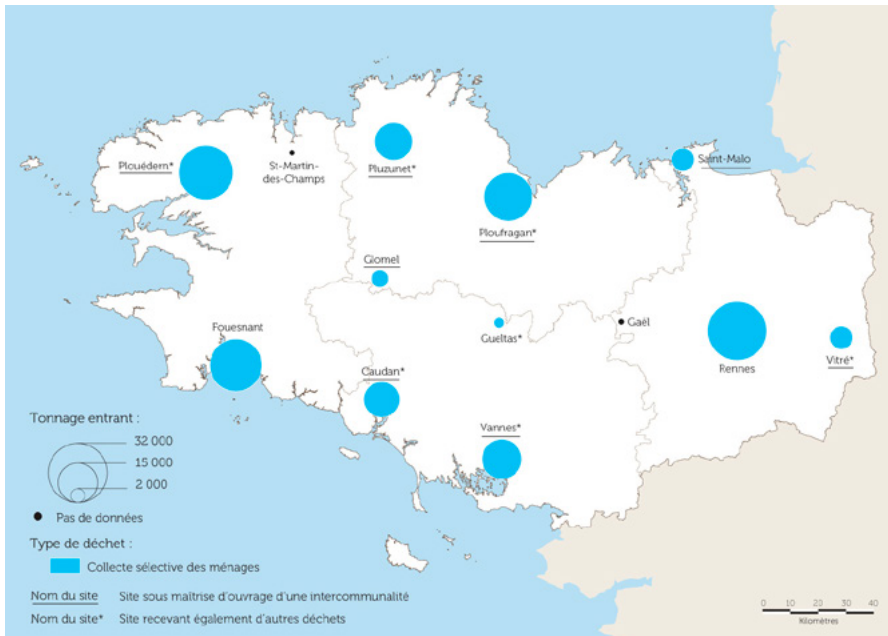 Plouédern*
St-Martin-
des-Champs
Pluzunet*
Saint-Malo
Ploufragan*
Glomel
Gueltas*
Gaël
Fouesnant
Caudan*
Rennes
Vitré*
Vannes*
Tonnage entrant :
32 000
15 000
2 000
Pas de données
Type de déchet :
Collecte sélective des ménages
Nom du site Site sous maîtrise d'ouvrage d'une intercommunalité
Nom du site* Site recevant également d'autres déchets
0 10 20 30 40
Kilomètres